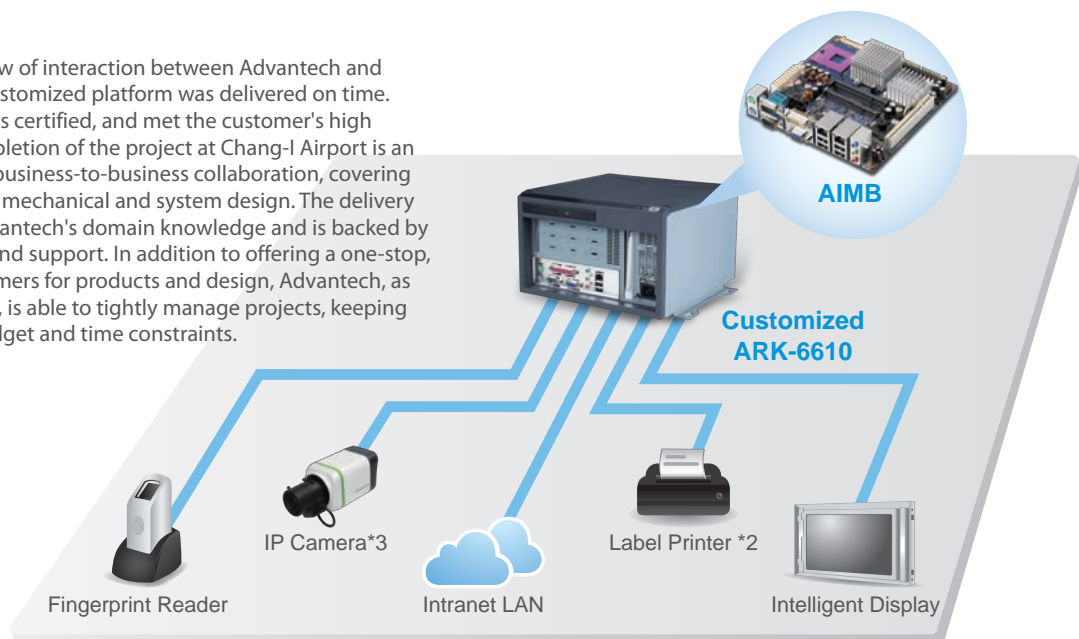 w of interaction between Advantech and
stomized platform was delivered on time.
s certified, and met the customer's high
pletion of the project at Chang-I Airport is an
business-to-business collaboration, covering
mechanical and system design. The delivery
antech's domain knowledge and is backed by
nd support. In addition to offering a one-stop,
mers for products and design, Advantech, as
, is able to tightly manage projects, keeping
dget and time constraints.
AIMB
Customized
ARK-6610
IP Camera*3
Label Printer *2
Fingerprint Reader
Intranet LAN
Intelligent Display